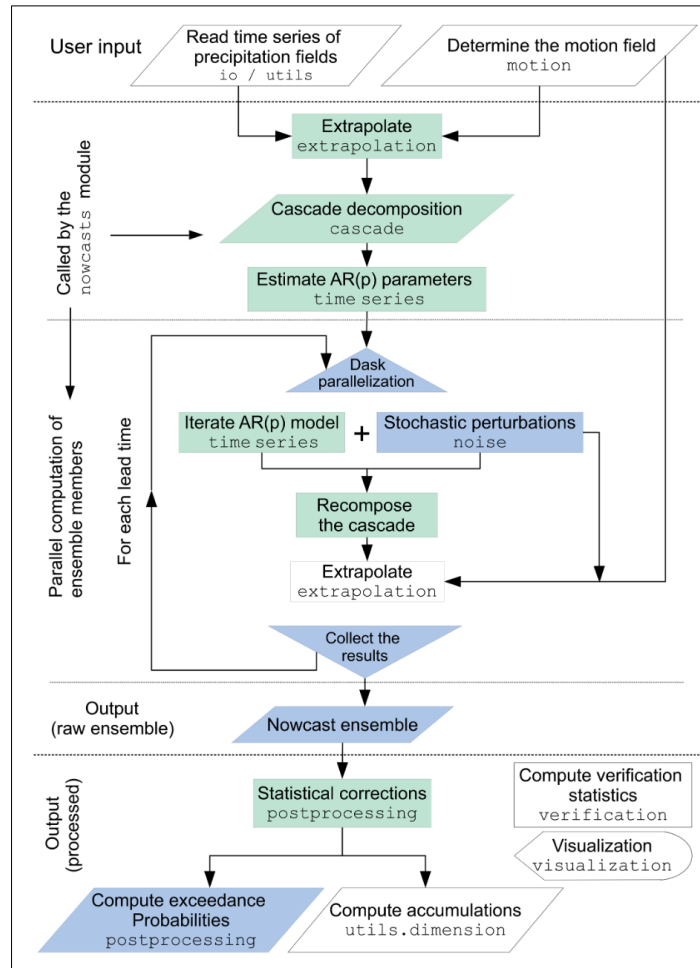 User input
Read time series of
precipitation fields
io / utils
Determine the motion field
motion
Extrapolate
extrapolation
Called by the
nowcasts module
Cascade decomposition
cascade
Estimate AR(p) parameters
time series
Parallel computation of
ensemble members
For each lead time
Dask
parallelization
Iterate AR(p) model
time series
+
Stochastic perturbations
noise
Recompose
the cascade
Extrapolate
extrapolation
Collect the
results
Output
(raw ensemble)
Nowcast ensemble
Output
(processed)
Statistical corrections
postprocessing
Compute verification
statistics
verification
Visualization
visualization
Compute exceedance
Probabilities
postprocessing
Compute accumulations
utils.dimension